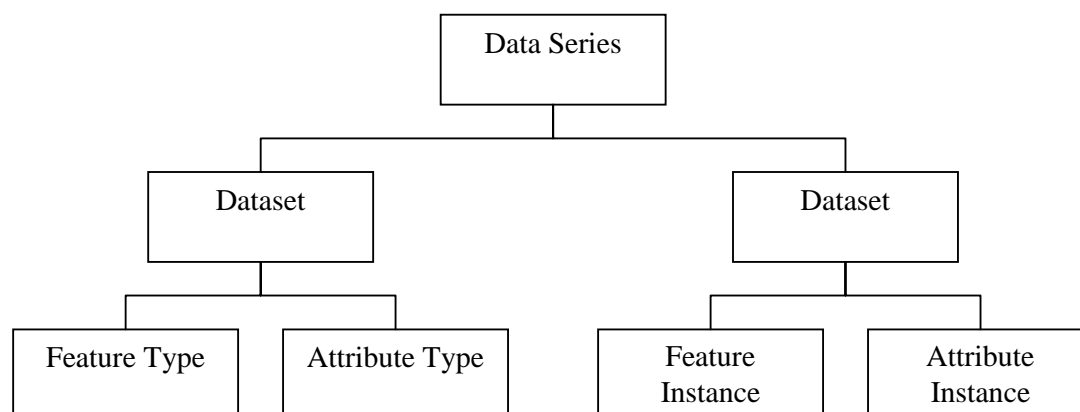 Data Series
Dataset
Dataset
Feature Type
Attribute Type
Feature
Instance
Attribute
Instance